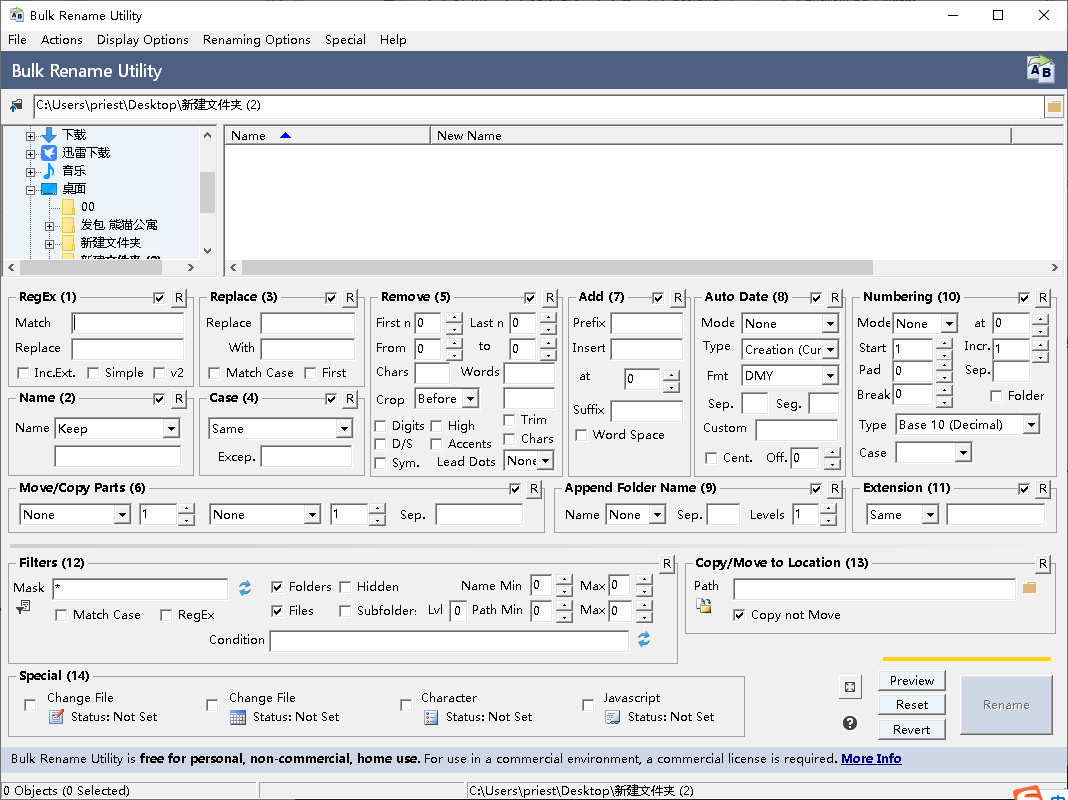 Bulk Rename Utility
File Actions Display Options Renaming Options Special Help
Bulk Rename Utility
C:\Users\priest\Desktop\新建文件夹 (2)
下载
迅雷下载
音乐
桌面
00
发包 熊猫公寓
新建文件夹
新建文件夹 (2)
Name New Name
RegEx (1) R
Match
Replace
Inc.Ext. Simple v2
Name (2) R
Name Keep
Replace (3) R
Replace
With
Match Case First
Case (4) R
Same
Excep.
Remove (5) R
First n 0 Last n 0
From 0 to 0
Chars Words
Crop Before
Digits High Trim
D/S Accents Chars
Sym. Lead Dots None
Add (7) R
Prefix
Insert
at 0
Suffix
Word Space
Auto Date (8) R
Mode None
Type Creation (Cur
Fmt DMY
Sep. Seg.
Custom
Cent. Off. 0
Numbering (10) R
Mode None at 0
Start 1 Incr. 1
Pad 0 Sep.
Break 0 Folder
Type Base 10 (Decimal)
Case
Move/Copy Parts (6) R
None 1 None 1 Sep.
Append Folder Name (9) R
Name None Sep. Levels 1
Extension (11) R
Same
Filters (12) R
Mask * Folders Hidden Name Min 0 Max 0
Match Case RegEx Files Subfolder: Lvl 0 Path Min 0 Max 0
Condition
Copy/Move to Location (13) R
Path
Copy not Move
Special (14)
Change File
Status: Not Set
Change File
Status: Not Set
Character
Status: Not Set
Javascript
Status: Not Set
Preview
Reset
Revert
Rename
Bulk Rename Utility is free for personal, non-commercial, home use. For use in a commercial environment, a commercial license is required. More Info
0 Objects (0 Selected) C:\Users\priest\Desktop\新建文件夹 (2)